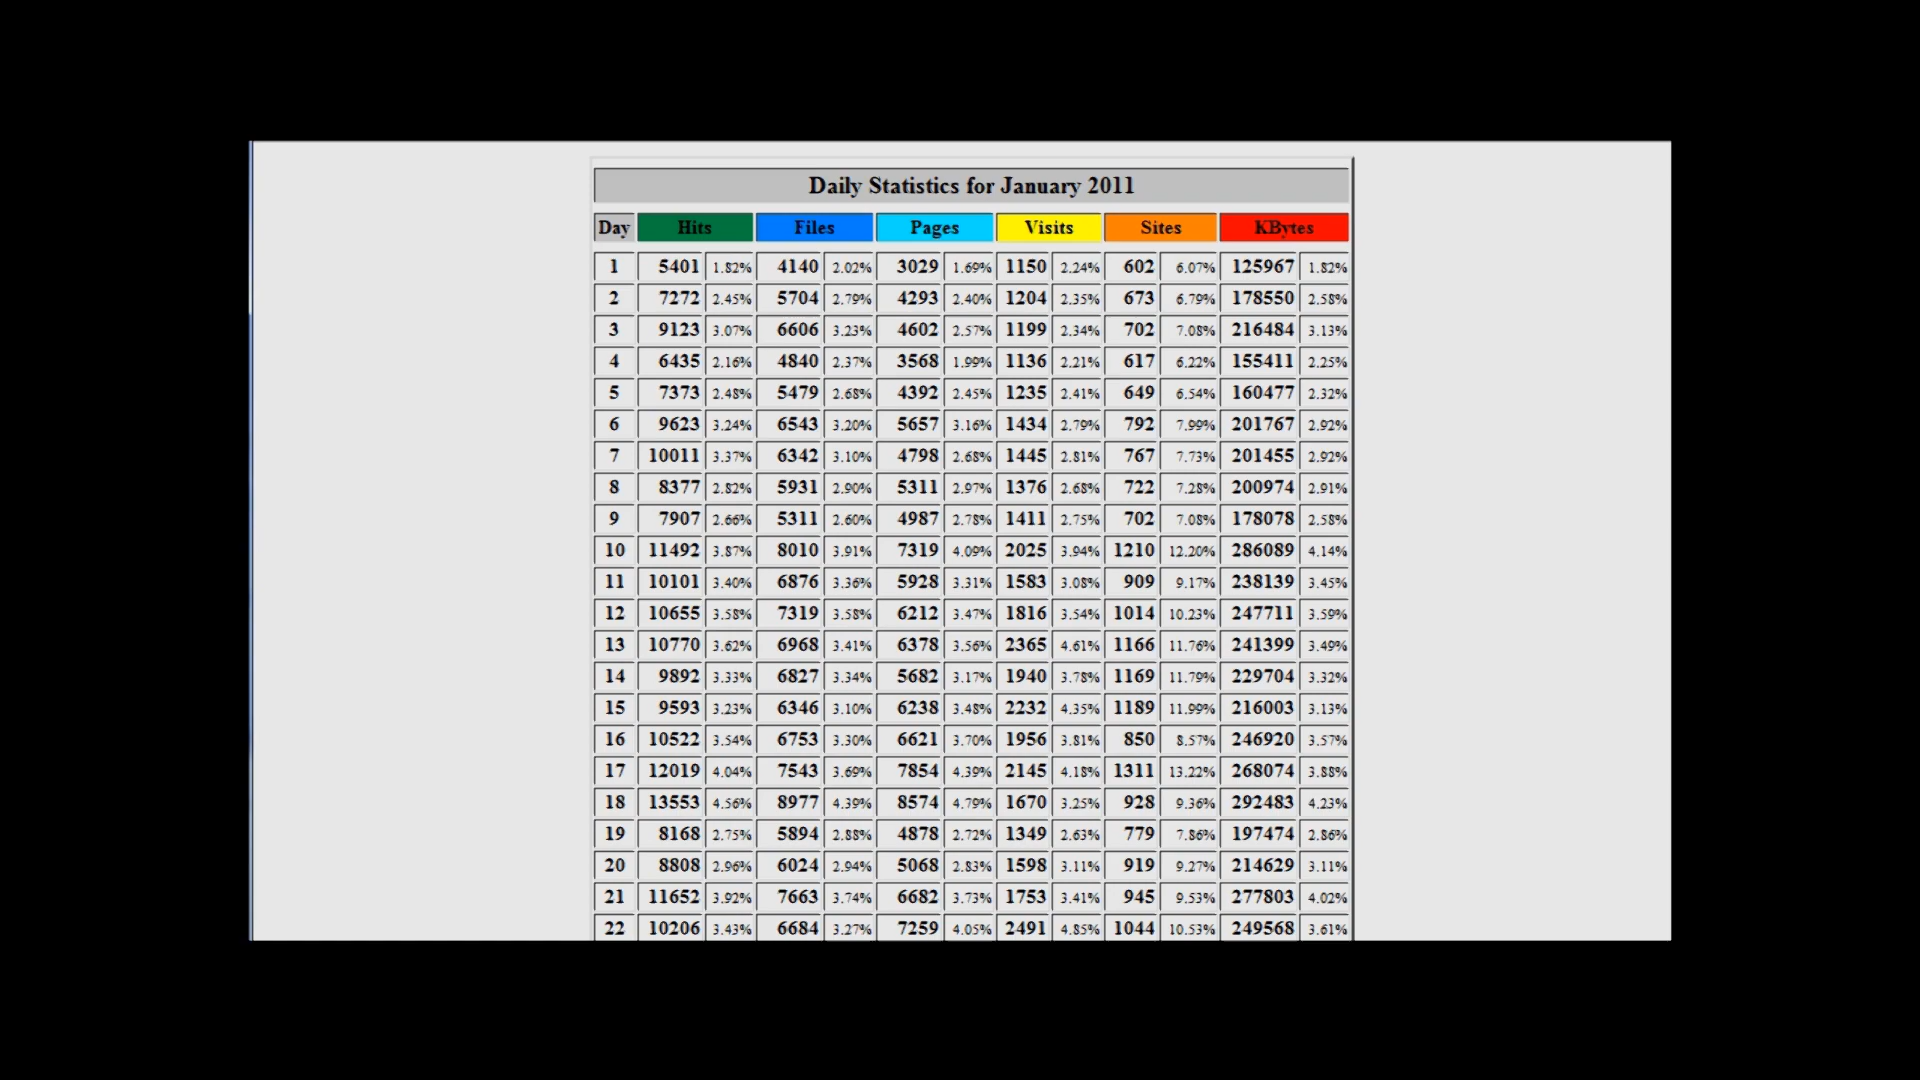 Daily Statistics for January 2011
Day Hits Files Pages Visits Sites KBytes
1 5401 1.82% 4140 2.02% 3029 1.69% 1150 2.24% 602 6.07% 125967 1.82%
2 7272 2.45% 5704 2.79% 4293 2.40% 1204 2.35% 673 6.79% 178550 2.58%
3 9123 3.07% 6606 3.23% 4602 2.57% 1199 2.34% 702 7.08% 216484 3.13%
4 6435 2.16% 4840 2.37% 3568 1.99% 1136 2.21% 617 6.22% 155411 2.25%
5 7373 2.48% 5479 2.68% 4392 2.45% 1235 2.41% 649 6.54% 160477 2.32%
6 9623 3.24% 6543 3.20% 5657 3.16% 1434 2.79% 792 7.99% 201767 2.92%
7 10011 3.37% 6342 3.10% 4798 2.68% 1445 2.81% 767 7.73% 201455 2.92%
8 8377 2.82% 5931 2.90% 5311 2.97% 1376 2.68% 722 7.28% 200974 2.91%
9 7907 2.66% 5311 2.60% 4987 2.78% 1411 2.75% 702 7.08% 178078 2.58%
10 11492 3.87% 8010 3.91% 7319 4.09% 2025 3.94% 1210 12.20% 286089 4.14%
11 10101 3.40% 6876 3.36% 5928 3.31% 1583 3.08% 909 9.17% 238139 3.45%
12 10655 3.58% 7319 3.58% 6212 3.47% 1816 3.54% 1014 10.23% 247711 3.59%
13 10770 3.62% 6968 3.41% 6378 3.56% 2365 4.61% 1166 11.76% 241399 3.49%
14 9892 3.33% 6827 3.34% 5682 3.17% 1940 3.78% 1169 11.79% 229704 3.32%
15 9593 3.23% 6346 3.10% 6238 3.48% 2232 4.35% 1189 11.99% 216003 3.13%
16 10522 3.54% 6753 3.30% 6621 3.70% 1956 3.81% 850 8.57% 246920 3.57%
17 12019 4.04% 7543 3.69% 7854 4.39% 2145 4.18% 1311 13.22% 268074 3.88%
18 13553 4.56% 8977 4.39% 8574 4.79% 1670 3.25% 928 9.36% 292483 4.23%
19 8168 2.75% 5894 2.88% 4878 2.72% 1349 2.63% 779 7.86% 197474 2.86%
20 8808 2.96% 6024 2.94% 5068 2.83% 1598 3.11% 919 9.27% 214629 3.11%
21 11652 3.92% 7663 3.74% 6682 3.73% 1753 3.41% 945 9.53% 277803 4.02%
22 10206 3.43% 6684 3.27% 7259 4.05% 2491 4.85% 1044 10.53% 249568 3.61%